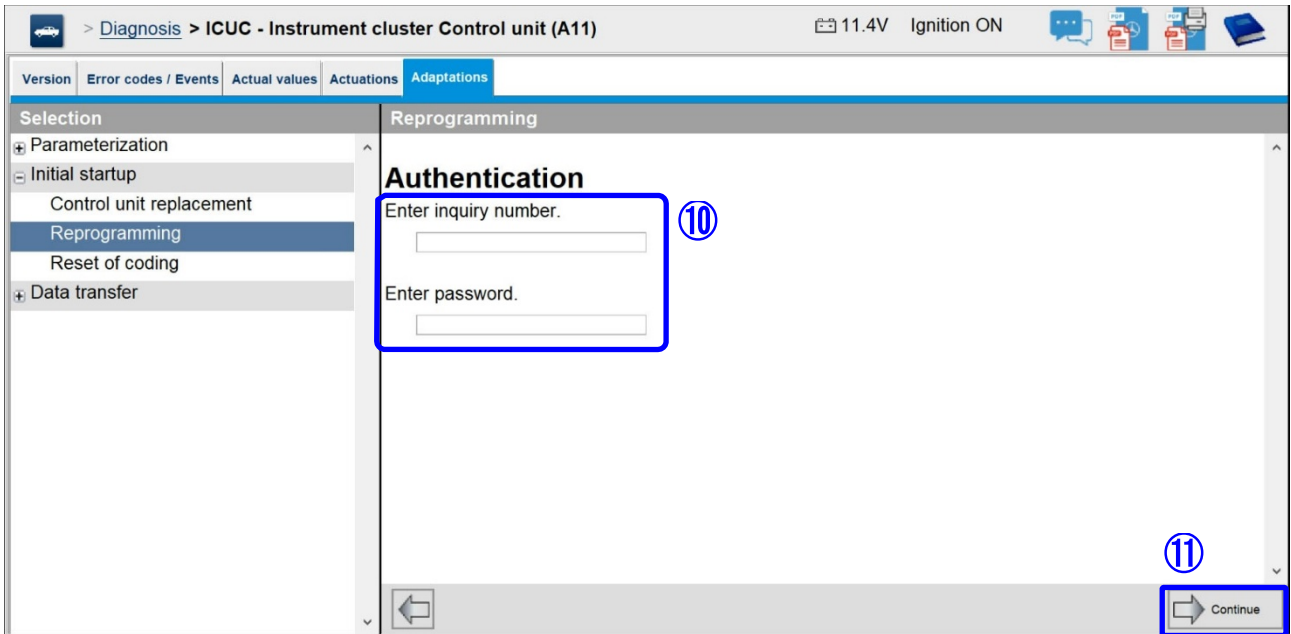 > Diagnosis > ICUC - Instrument cluster Control unit (A11) 11.4V Ignition ON
PDF PDF
Version Error codes / Events Actual values Actuations Adaptations
Selection
Reprogramming
Parameterization
Initial startup
Control unit replacement
Reprogramming
Reset of coding
Data transfer
Authentication
Enter inquiry number.
⑩
Enter password.
⑪
Continue